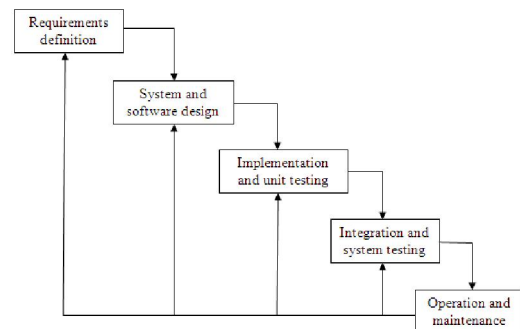 Requirements
definition
System and
software design
Implementation
and unit testing
Integration and
system testing
Operation and
maintenance